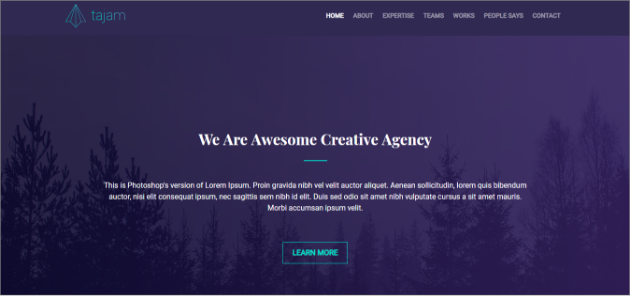 tajam
HOME ABOUT EXPERTISE TEAMS WORKS PEOPLE SAYS CONTACT
We Are Awesome Creative Agency
This is Photoshop's version of Lorem Ipsum. Proin gravida nibh vel velit auctor aliquet. Aenean sollicitudin, lorem quis bibendum
auctor, nisi elit consequat ipsum, nec sagittis sem nibh id elit. Duis sed odio sit amet nibh vulputate cursus a sit amet mauris.
Morbi accumsan ipsum velit.
LEARN MORE